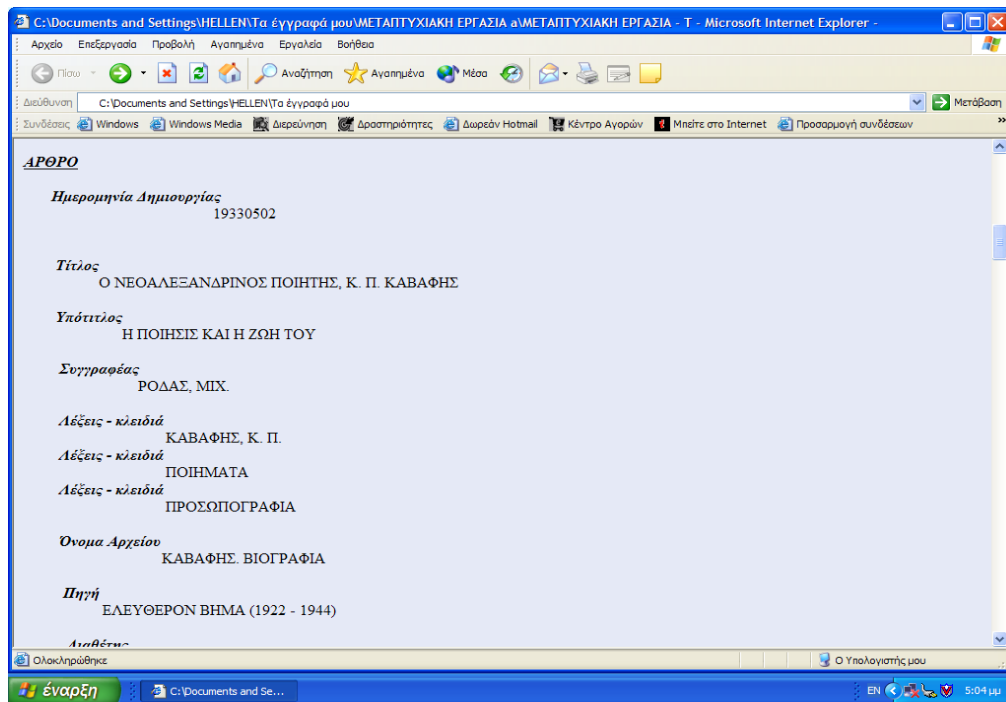 C:\Documents and Settings\HELLEN\Τα έγγραφά μου\ΜΕΤΑΠΤΥΧΙΑΚΗ ΕΡΓΑΣΙΑ a\ΜΕΤΑΠΤΥΧΙΑΚΗ ΕΡΓΑΣΙΑ - Τ - Microsoft Internet Explorer -
Αρχείο Επεξεργασία Προβολή Αγαπημένα Εργαλεία Βοήθεια
Πίσω Αναζήτηση Αγαπημένα Μέσα
Διεύθυνση C:\Documents and Settings\HELLEN\Τα έγγραφά μου Μετάβαση
Συνδέσεις Windows Windows Media Διερεύνηση Δραστηριότητες Δωρεάν Hotmail Κέντρο Αγορών Μπείτε στο Internet Προσαρμογή συνδέσεων »
ΑΡΘΡΟ
Ημερομηνία Δημιουργίας
19330502
Τίτλος
Ο ΝΕΟΑΛΕΞΑΝΔΡΙΝΟΣ ΠΟΙΗΤΗΣ, Κ. Π. ΚΑΒΑΦΗΣ
Υπότιτλος
Η ΠΟΙΗΣΙΣ ΚΑΙ Η ΖΩΗ ΤΟΥ
Συγγραφέας
ΡΟΔΑΣ, ΜΙΧ.
Λέξεις - κλειδιά
ΚΑΒΑΦΗΣ, Κ. Π.
Λέξεις - κλειδιά
ΠΟΙΗΜΑΤΑ
Λέξεις - κλειδιά
ΠΡΟΣΩΠΟΓΡΑΦΙΑ
Όνομα Αρχείου
ΚΑΒΑΦΗΣ. ΒΙΟΓΡΑΦΙΑ
Πηγή
ΕΛΕΥΘΕΡΟΝ ΒΗΜΑ (1922 - 1944)
Διαθέτης
Ολοκληρώθηκε Ο Υπολογιστής μου
έναρξη C:\Documents and Se... EN 5:04 μμ